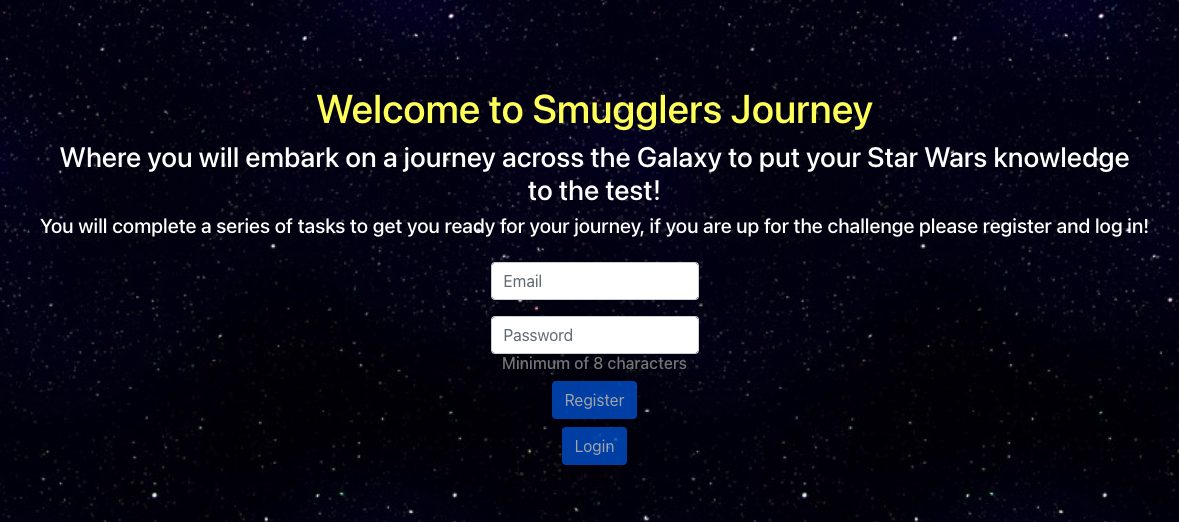 Welcome to Smugglers Journey
Where you will embark on a journey across the Galaxy to put your Star Wars knowledge
to the test!
You will complete a series of tasks to get you ready for your journey, if you are up for the challenge please register and log in!
Email
Password
Minimum of 8 characters
Register
Login